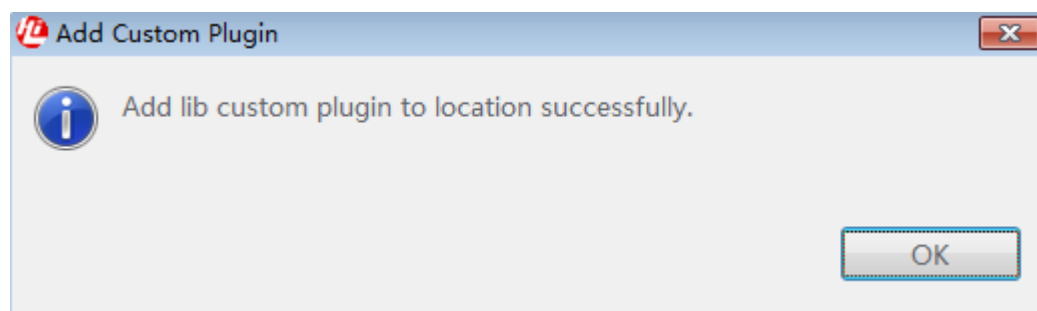 Add Custom Plugin
Add lib custom plugin to location successfully.
OK